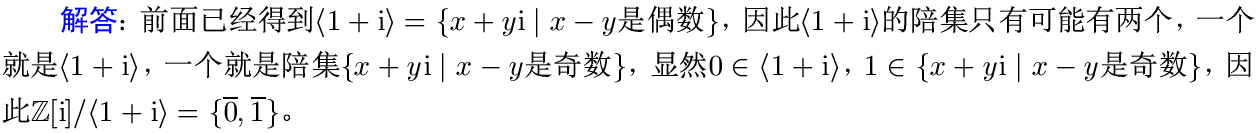 解答：前面已经得到⟨1 + i⟩ = {x + yi | x − y是偶数}，因此⟨1 + i⟩的陪集只有可能有两个，一个
就是⟨1 + i⟩，一个就是陪集{x + yi | x − y是奇数}，显然0 ∈ ⟨1 + i⟩，1 ∈ {x + yi | x − y是奇数}，因
此ℤ[i]/⟨1 + i⟩ = {0̅, 1̅}。